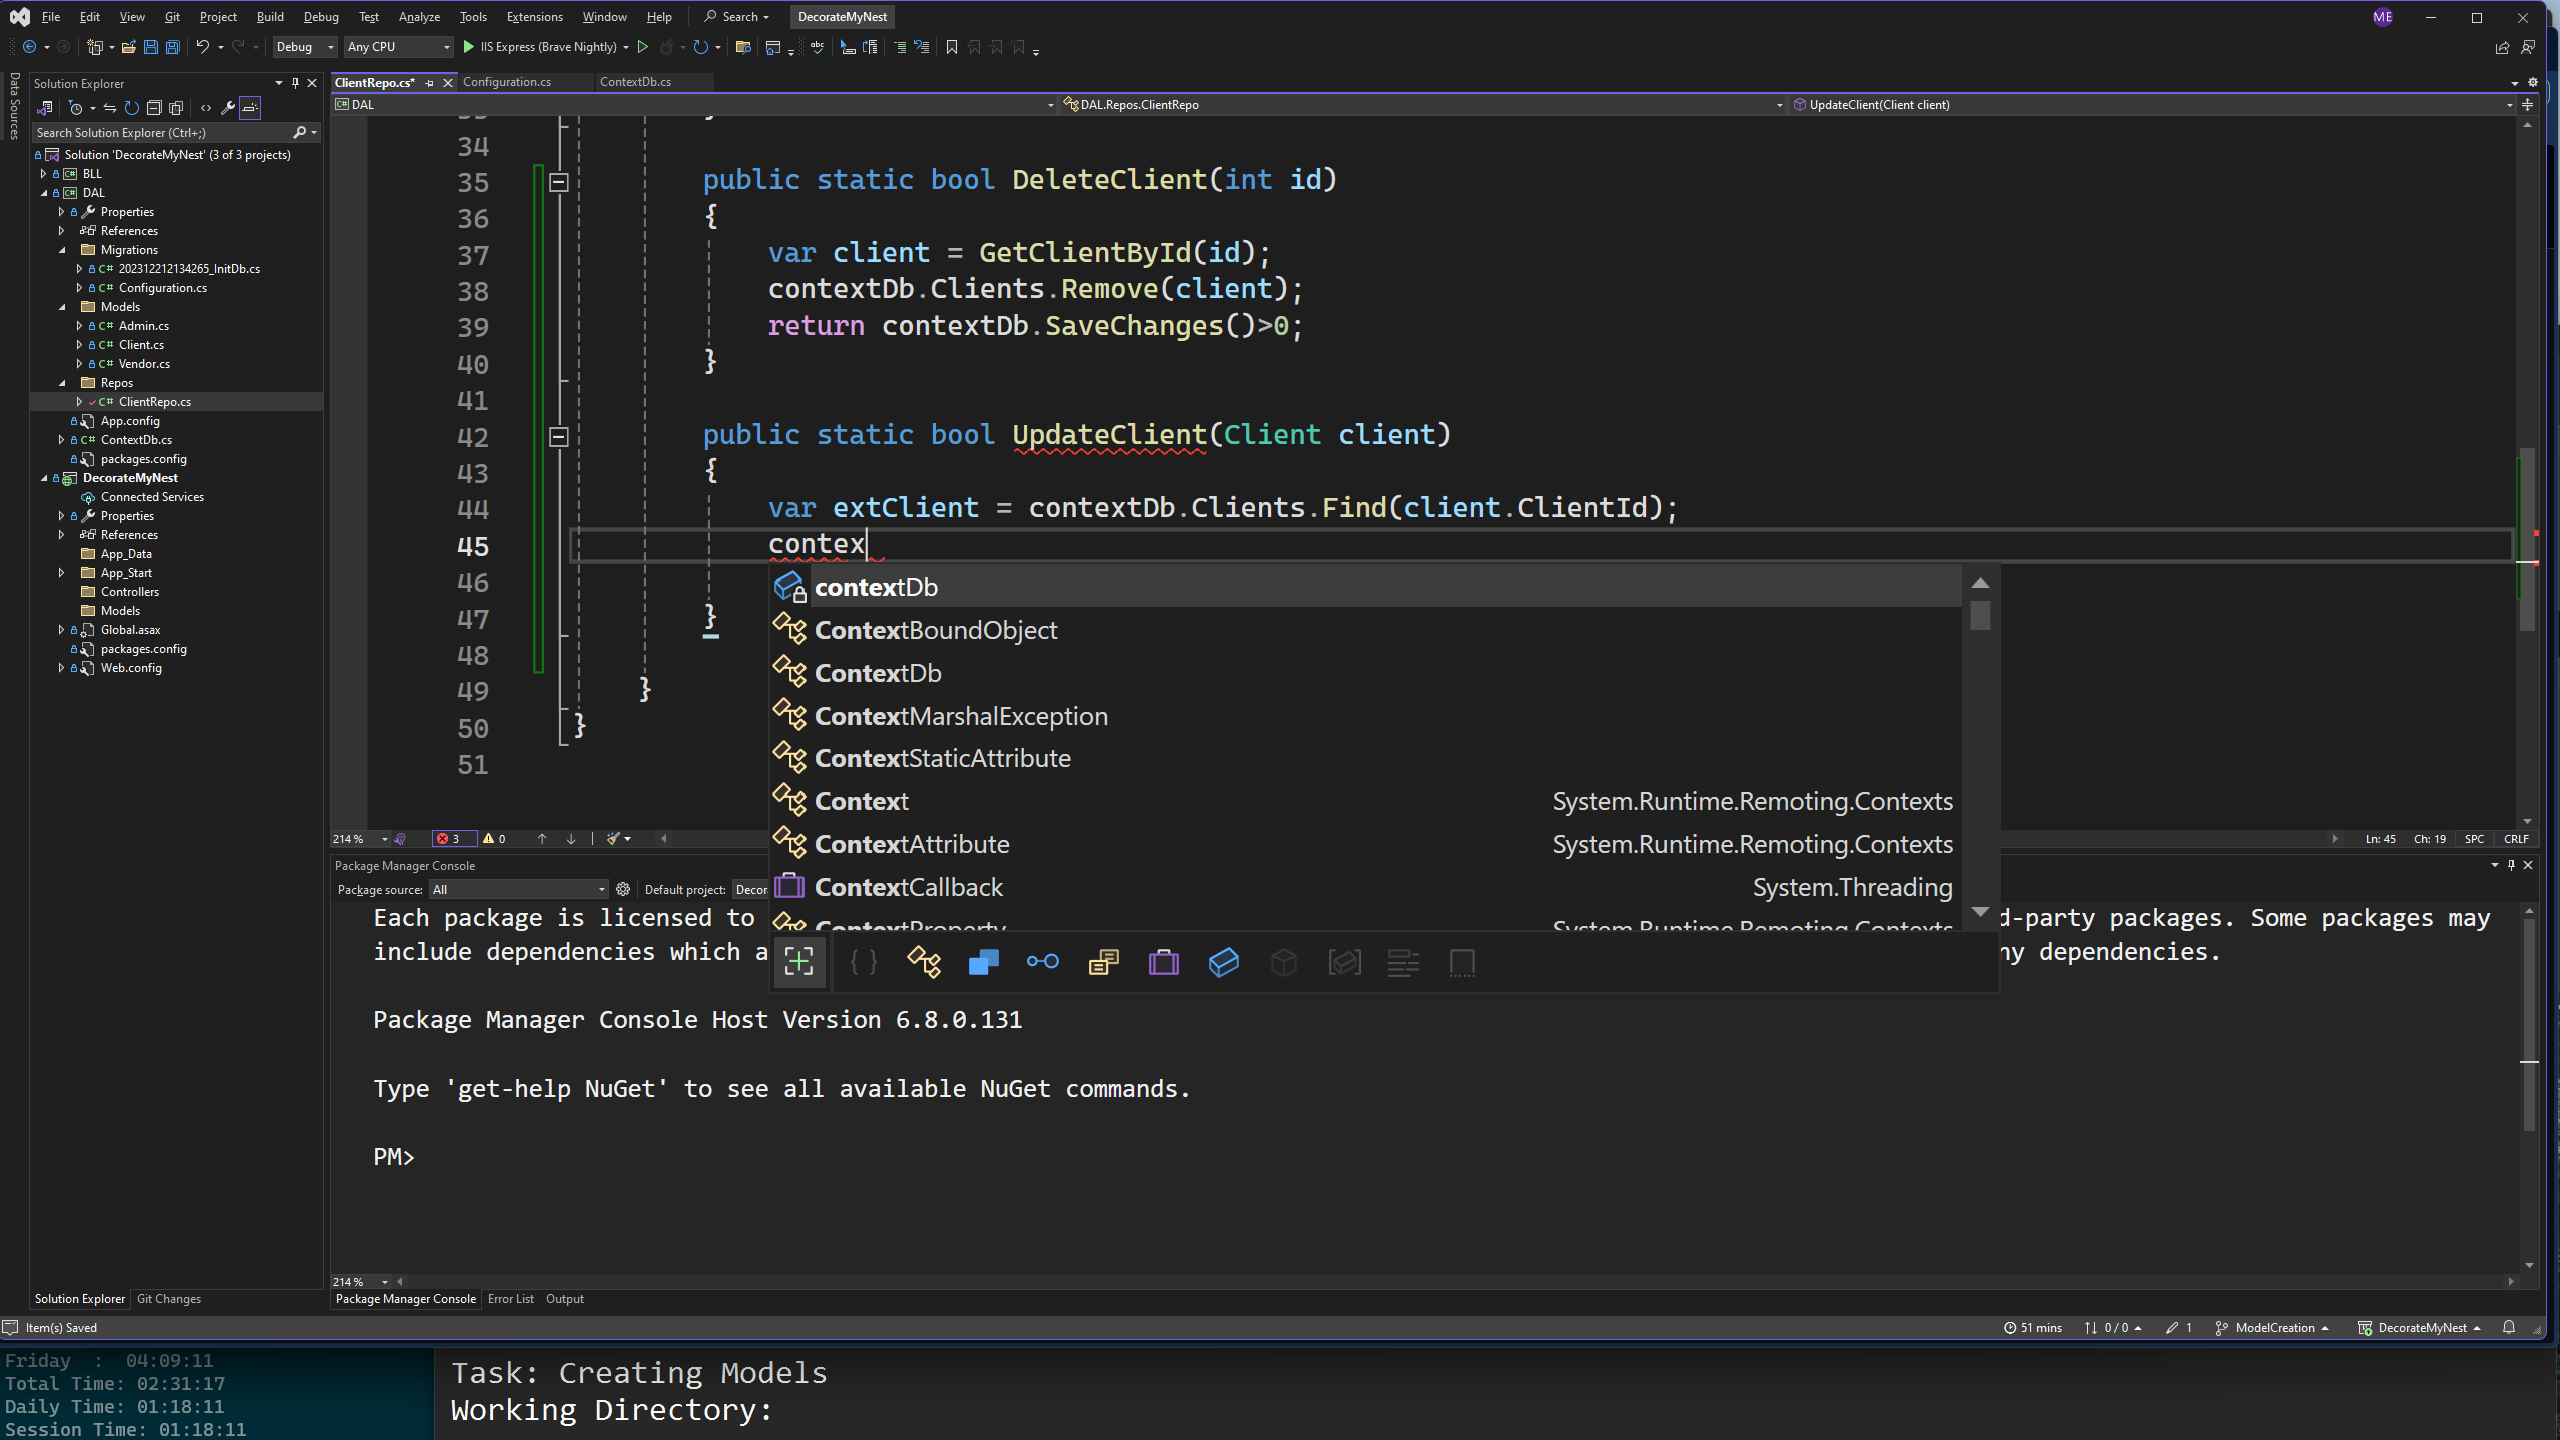 File Edit View Git Project Build Debug Test Analyze Tools Extensions Window Help Search DecorateMyNest ME
Debug Any CPU IIS Express (Brave Nightly)
Data Sources
Solution Explorer
Search Solution Explorer (Ctrl+;)
Solution 'DecorateMyNest' (3 of 3 projects)
BLL
DAL
Properties
References
Migrations
202312212134265_InitDb.cs
Configuration.cs
Models
Admin.cs
Client.cs
Vendor.cs
Repos
ClientRepo.cs
App.config
ContextDb.cs
packages.config
DecorateMyNest
Connected Services
Properties
References
App_Data
App_Start
Controllers
Models
Global.asax
packages.config
Web.config
Solution Explorer Git Changes
ClientRepo.cs* Configuration.cs ContextDb.cs
DAL DAL.Repos.ClientRepo UpdateClient(Client client)
34
35 public static bool DeleteClient(int id)
36 {
37 var client = GetClientById(id);
38 contextDb.Clients.Remove(client);
39 return contextDb.SaveChanges()>0;
40 }
41
42 public static bool UpdateClient(Client client)
43 {
44 var extClient = contextDb.Clients.Find(client.ClientId);
45 contex
46
47 }
48
49 }
50 }
51
contextDb
ContextBoundObject
ContextDb
ContextMarshalException
ContextStaticAttribute
Context System.Runtime.Remoting.Contexts
ContextAttribute System.Runtime.Remoting.Contexts
ContextCallback System.Threading
ContextProperty System.Runtime.Remoting.Contexts
214 % 3 0 Ln: 45 Ch: 19 SPC CRLF
Package Manager Console
Package source: All Default project: Decor
Each package is licensed to d-party packages. Some packages may
include dependencies which a ny dependencies.
Package Manager Console Host Version 6.8.0.131
Type 'get-help NuGet' to see all available NuGet commands.
PM>
214 %
Package Manager Console Error List Output
Item(s) Saved 51 mins 0 / 0 1 ModelCreation DecorateMyNest
Friday : 04:09:11
Total Time: 02:31:17
Daily Time: 01:18:11
Session Time: 01:18:11
Task: Creating Models
Working Directory: